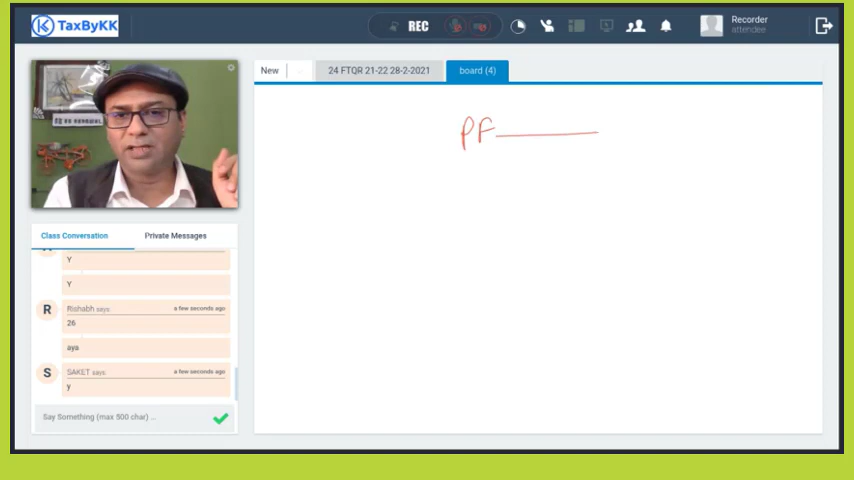 TaxByKK
REC
Recorder
attendee
New
24 FTQR 21-22 28-2-2021
board (4)
PF
Class Conversation
Private Messages
Y
Y
R
Rishabh says:
a few seconds ago
26
aya
S
SAKET says:
a few seconds ago
y
Say Something (max 500 char) ...